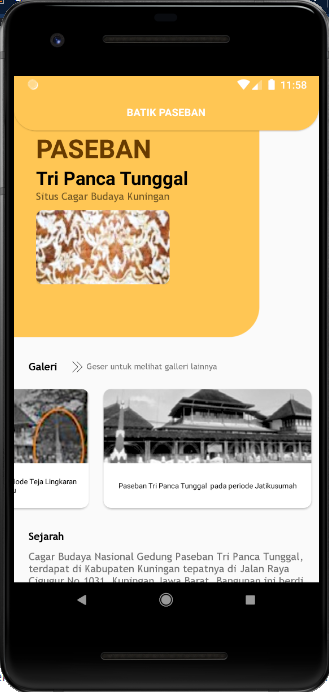 11:58
BATIK PASEBAN
PASEBAN
Tri Panca Tunggal
Situs Cagar Budaya Kuningan
Galeri
Geser untuk melihat galleri lainnya
iode Teja Lingkaran
Paseban Tri Panca Tunggal pada periode Jatikusumah
Sejarah
Cagar Budaya Nasional Gedung Paseban Tri Panca Tunggal,
terdapat di Kabupaten Kuningan tepatnya di Jalan Raya
Cigugur No.1031, Kuningan, Jawa Barat. Bangunan ini berdi